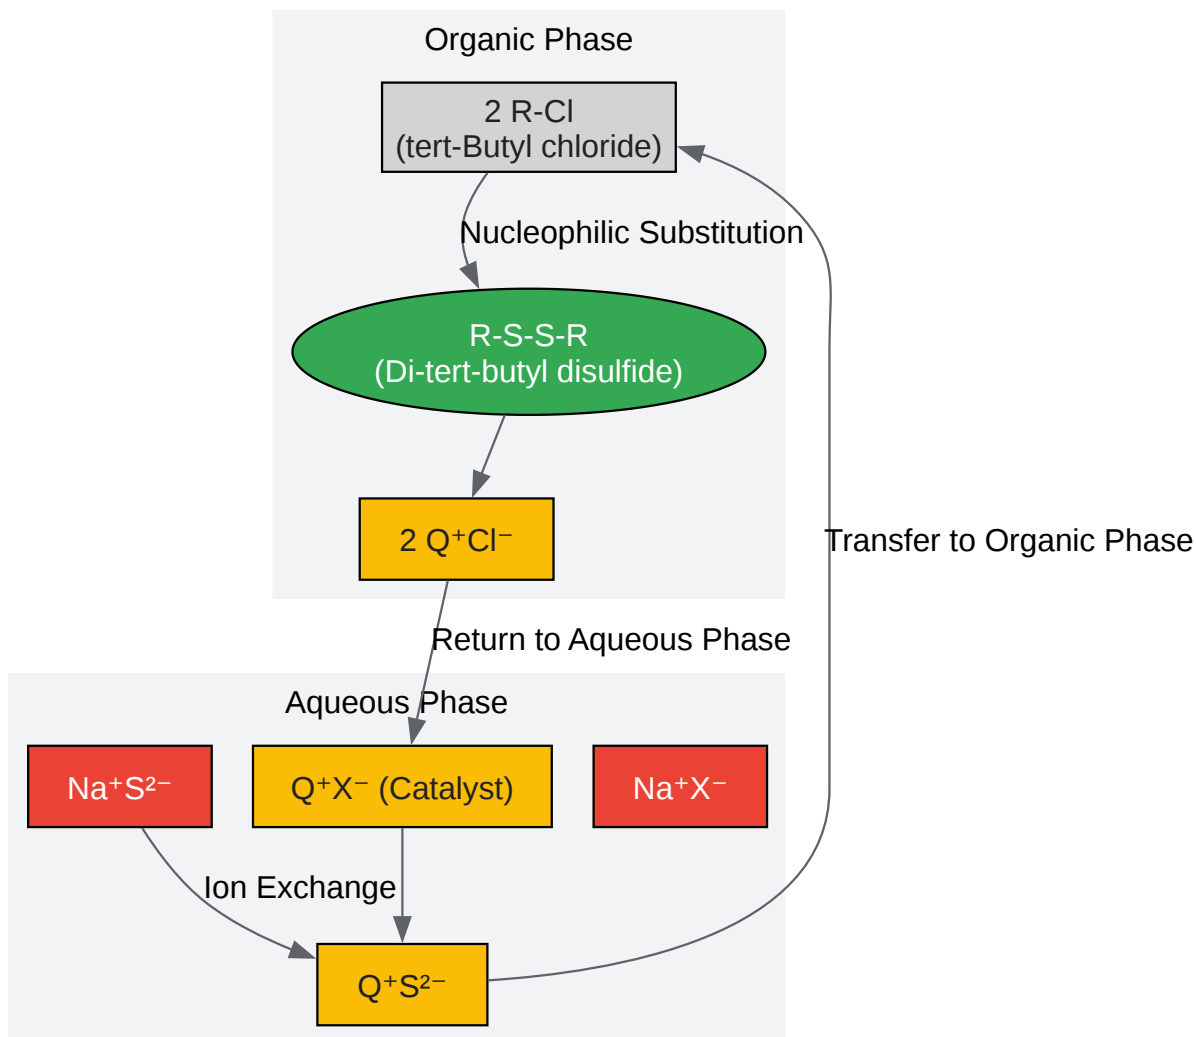 Organic Phase
2 R-Cl
(tert-Butyl chloride)
Nucleophilic Substitution
R-S-S-R
(Di-tert-butyl disulfide)
2 Q⁺Cl⁻
Transfer to Organic Phase
Return to Aqueous Phase
Aqueous Phase
Na⁺S²⁻
Q⁺X⁻ (Catalyst)
Na⁺X⁻
Ion Exchange
Q⁺S²⁻